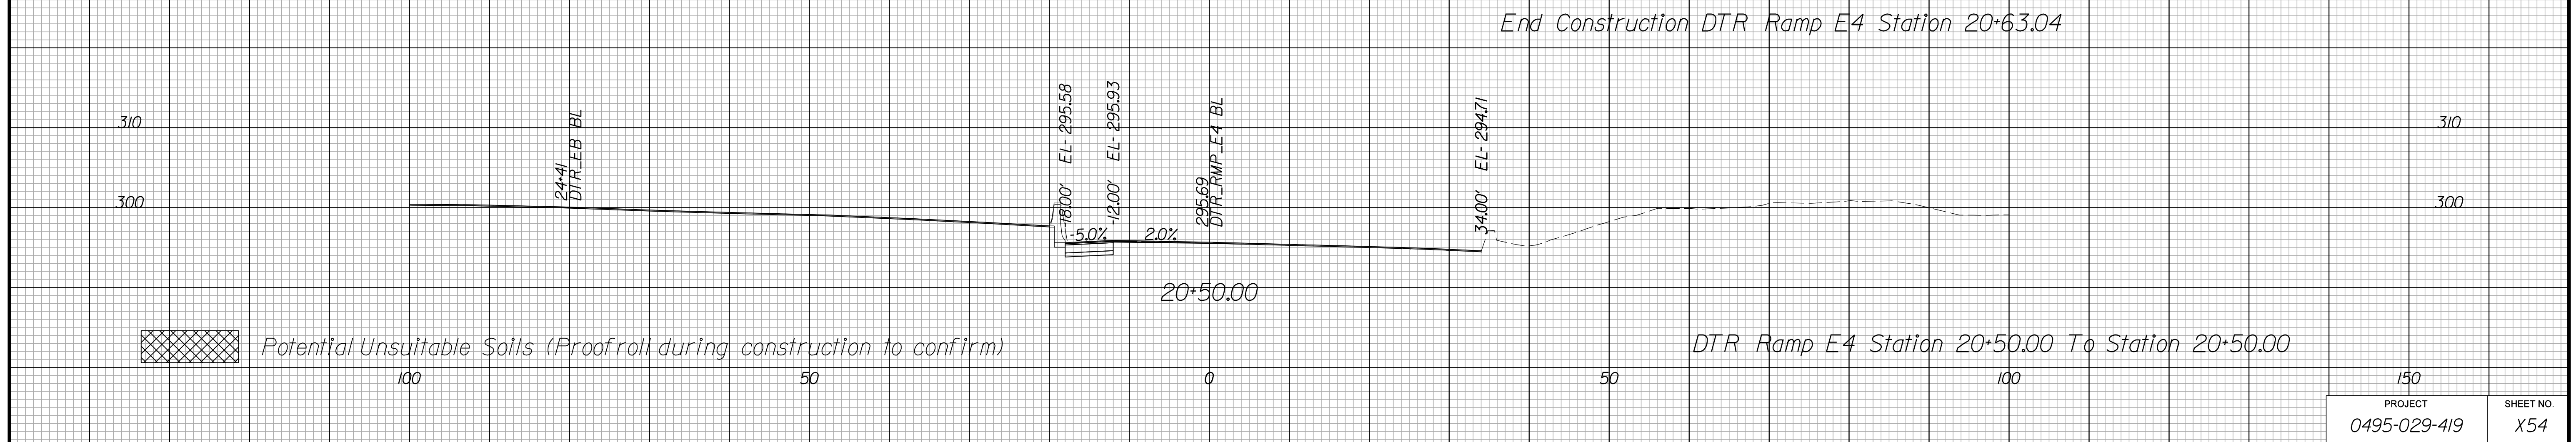 End Construction DTR Ramp E4 Station 20+63.04
310
310
24+41
DTR_EB BL
-18.00' EL- 295.58
-12.00' EL- 295.93
295.69
DTR_RMP_E4 BL
34.00' EL- 294.71
300
300
-5.0%
2.0%
20+50.00
Potential Unsuitable Soils (Proofroll during construction to confirm)
DTR Ramp E4 Station 20+50.00 To Station 20+50.00
100
50
0
50
100
150
PROJECT
SHEET NO.
0495-029-419
X54